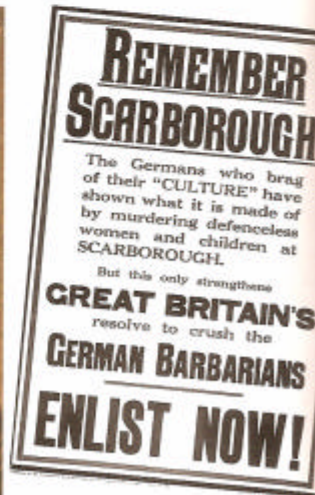 REMEMBER
SCARBOROUGH
The Germans who brag
of their "CULTURE" have
shown what it is made of
by murdering defenceless
women and children at
SCARBOROUGH.
But this only strengthens
GREAT BRITAIN'S
resolve to crush the
GERMAN BARBARIANS
ENLIST NOW!